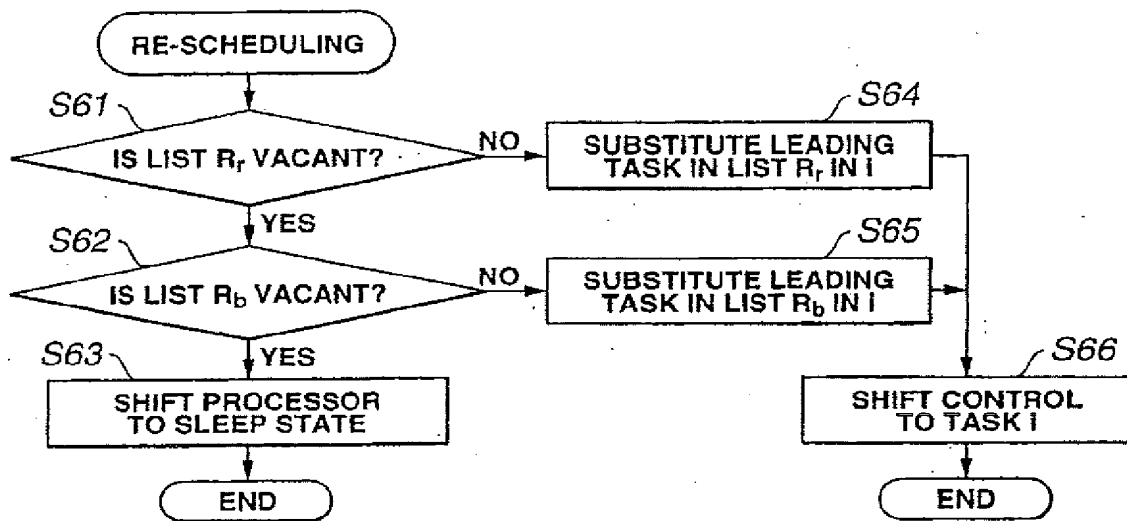 RE-SCHEDULING
S61
IS LIST Rr VACANT?
NO
S64
SUBSTITUTE LEADING
TASK IN LIST Rr IN i
YES
S62
IS LIST Rb VACANT?
NO
S65
SUBSTITUTE LEADING
TASK IN LIST Rb IN i
YES
S63
SHIFT PROCESSOR
TO SLEEP STATE
S66
SHIFT CONTROL
TO TASK i
END
END